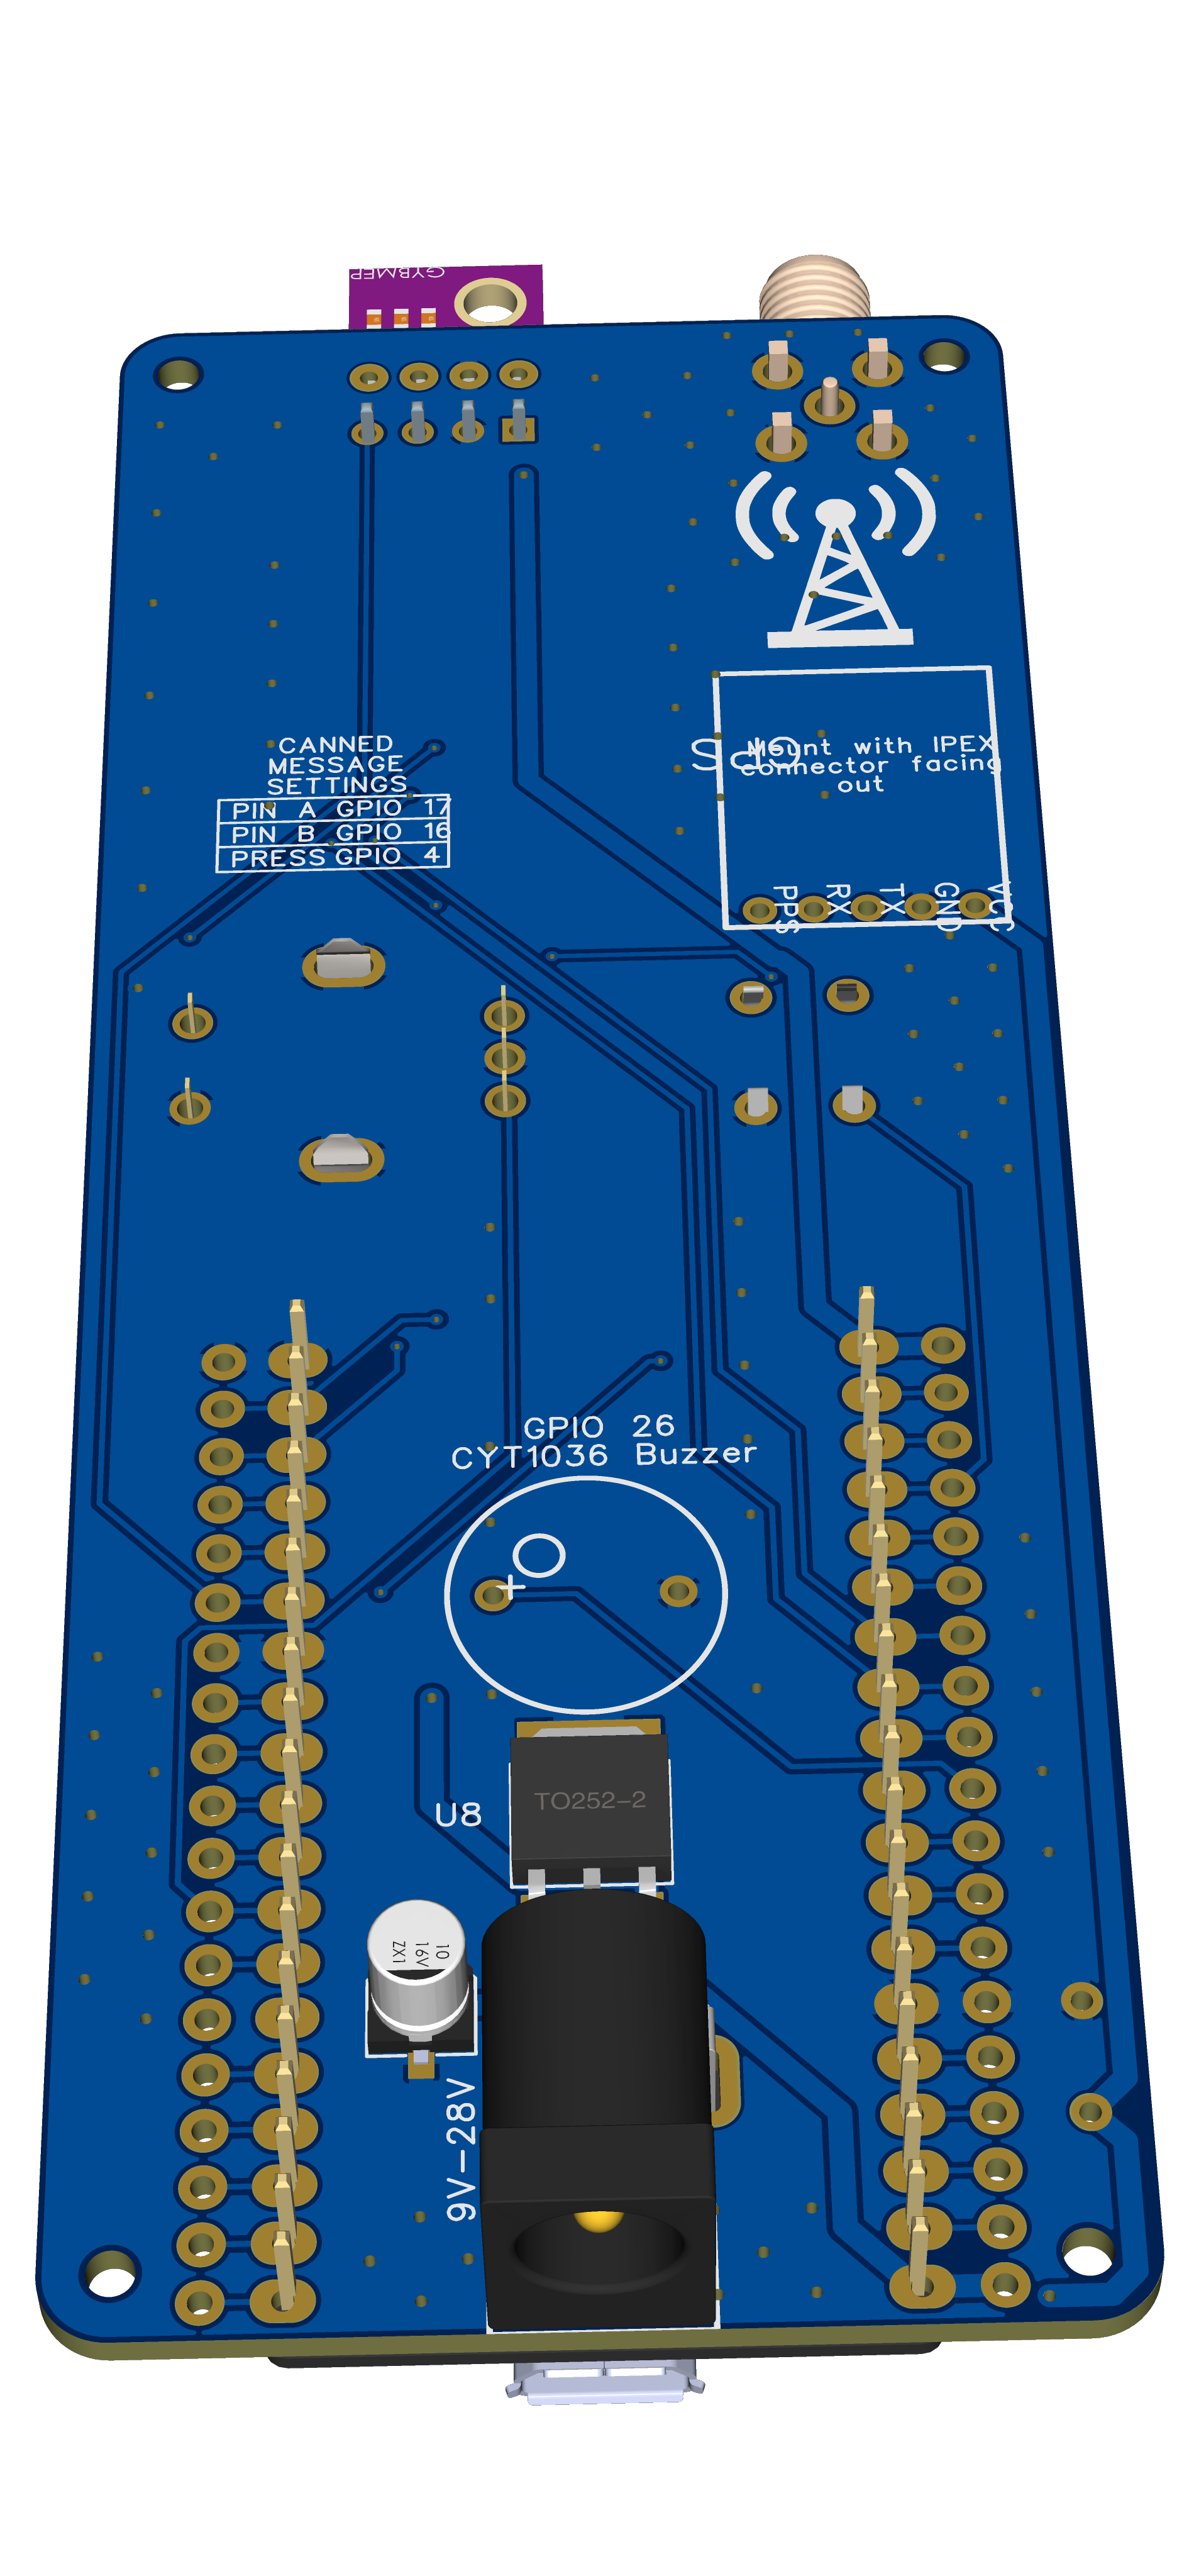 GYBMEP
CANNED
MESSAGE
SETTINGS
PIN A GPIO 17
PIN B GPIO 16
PRESS GPIO 4
GPS
Mount with IPEX
connector facing
out
PPS
RX
TX
GND
VCC
GPIO 26
CYT1036 Buzzer
+
TO252-2
U8
10
16V
ZX1
9V-28V